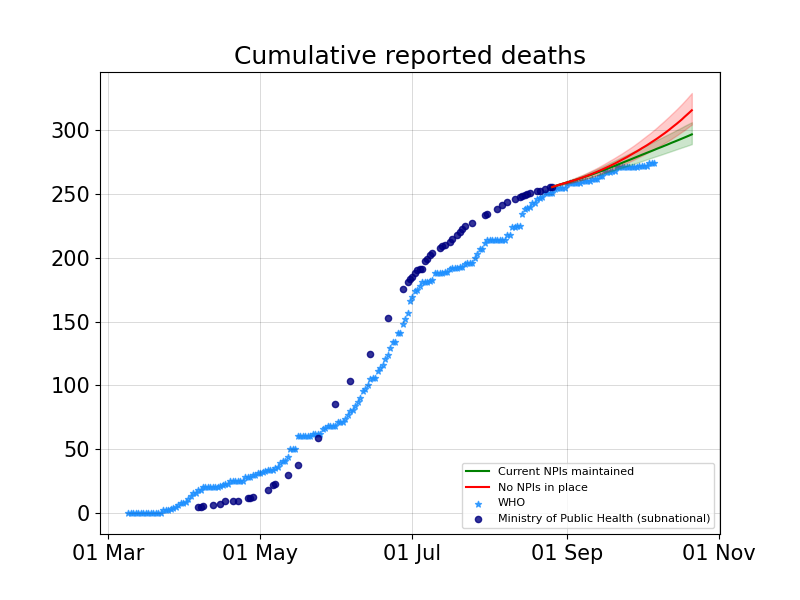 Cumulative reported deaths
300
250
200
150
100
50
0
01 Mar
01 May
01 Jul
01 Sep
01 Nov
Current NPIs maintained
No NPIs in place
WHO
Ministry of Public Health (subnational)